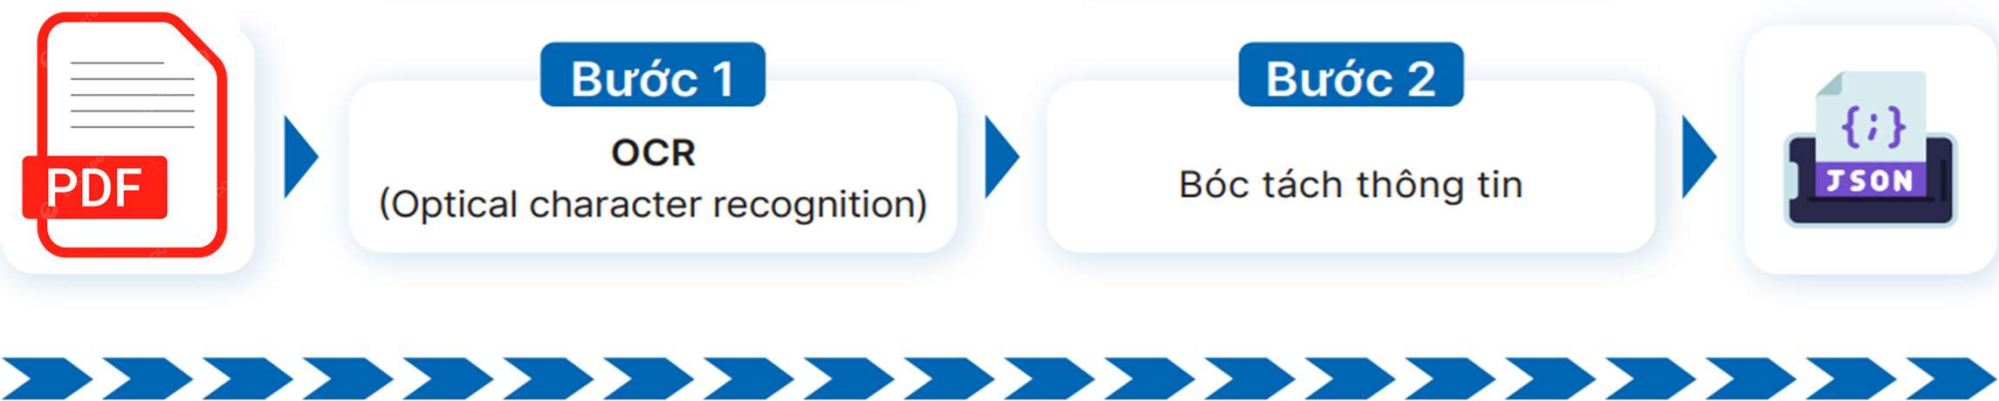 PDF
Bước 1
OCR
(Optical character recognition)
Bước 2
Bóc tách thông tin
{;}
JSON